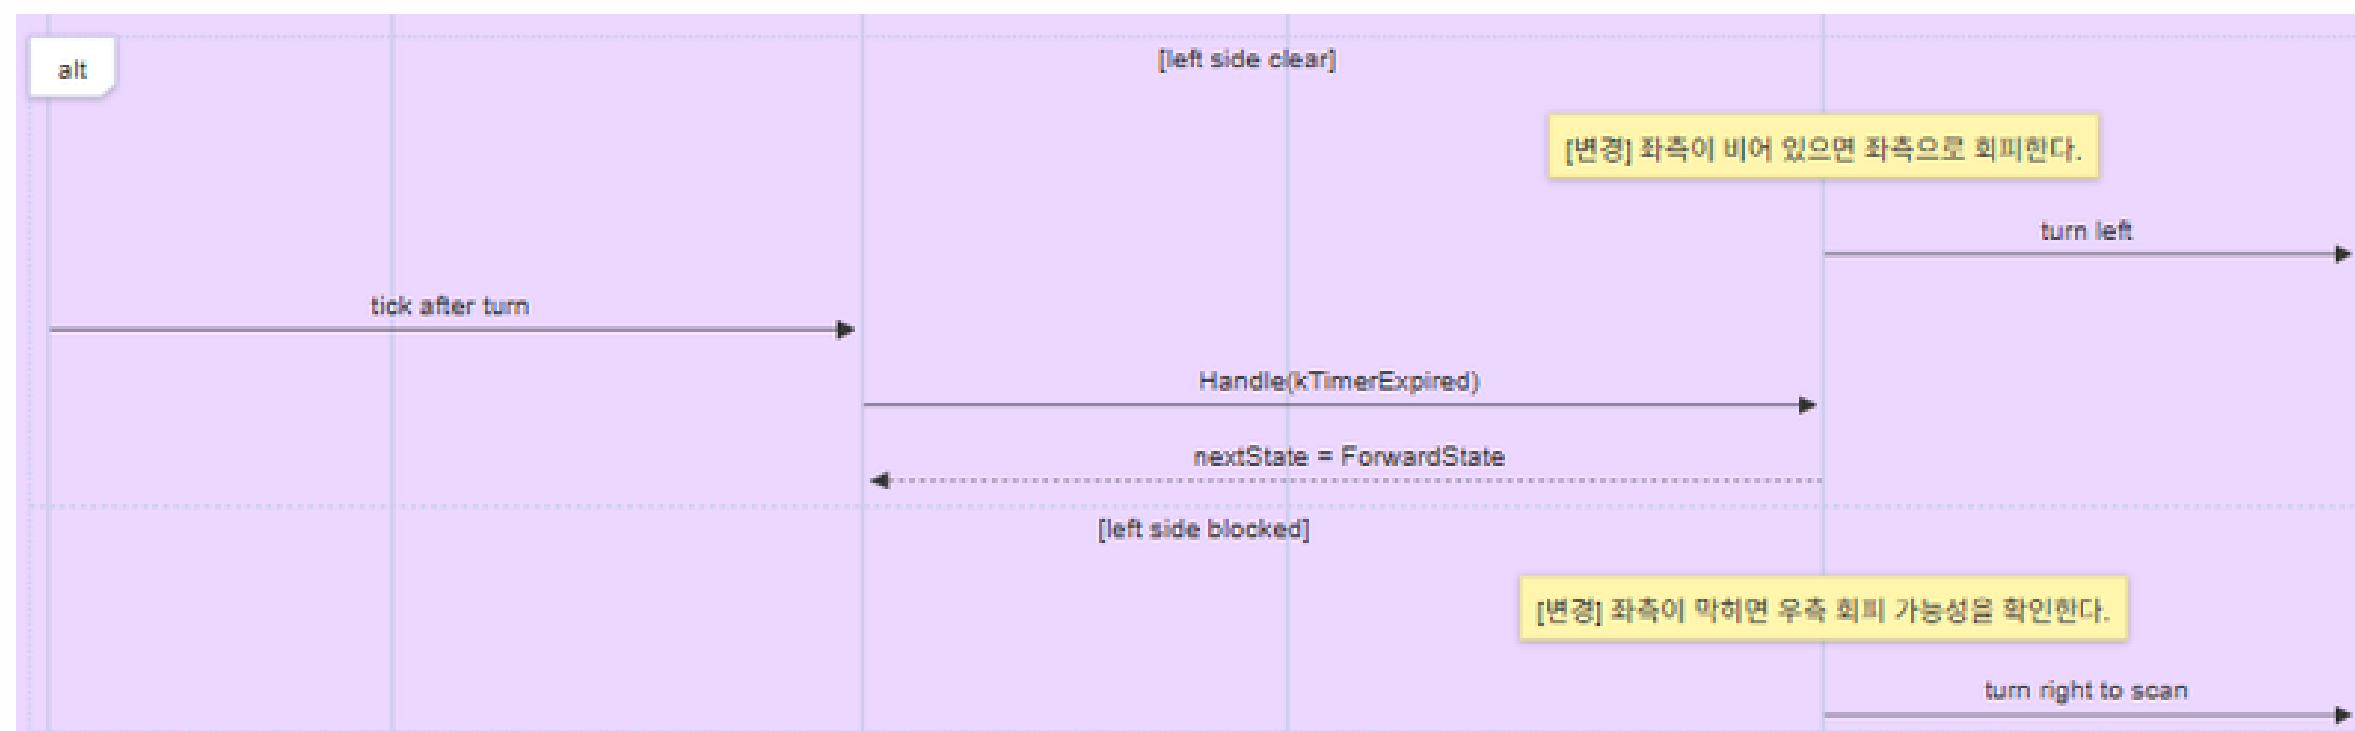 alt
[left side clear]
[변경] 좌측이 비어 있으면 좌측으로 회피한다.
turn left
tick after turn
Handle(kTimerExpired)
nextState = ForwardState
[left side blocked]
[변경] 좌측이 막히면 우측 회피 가능성을 확인한다.
turn right to scan